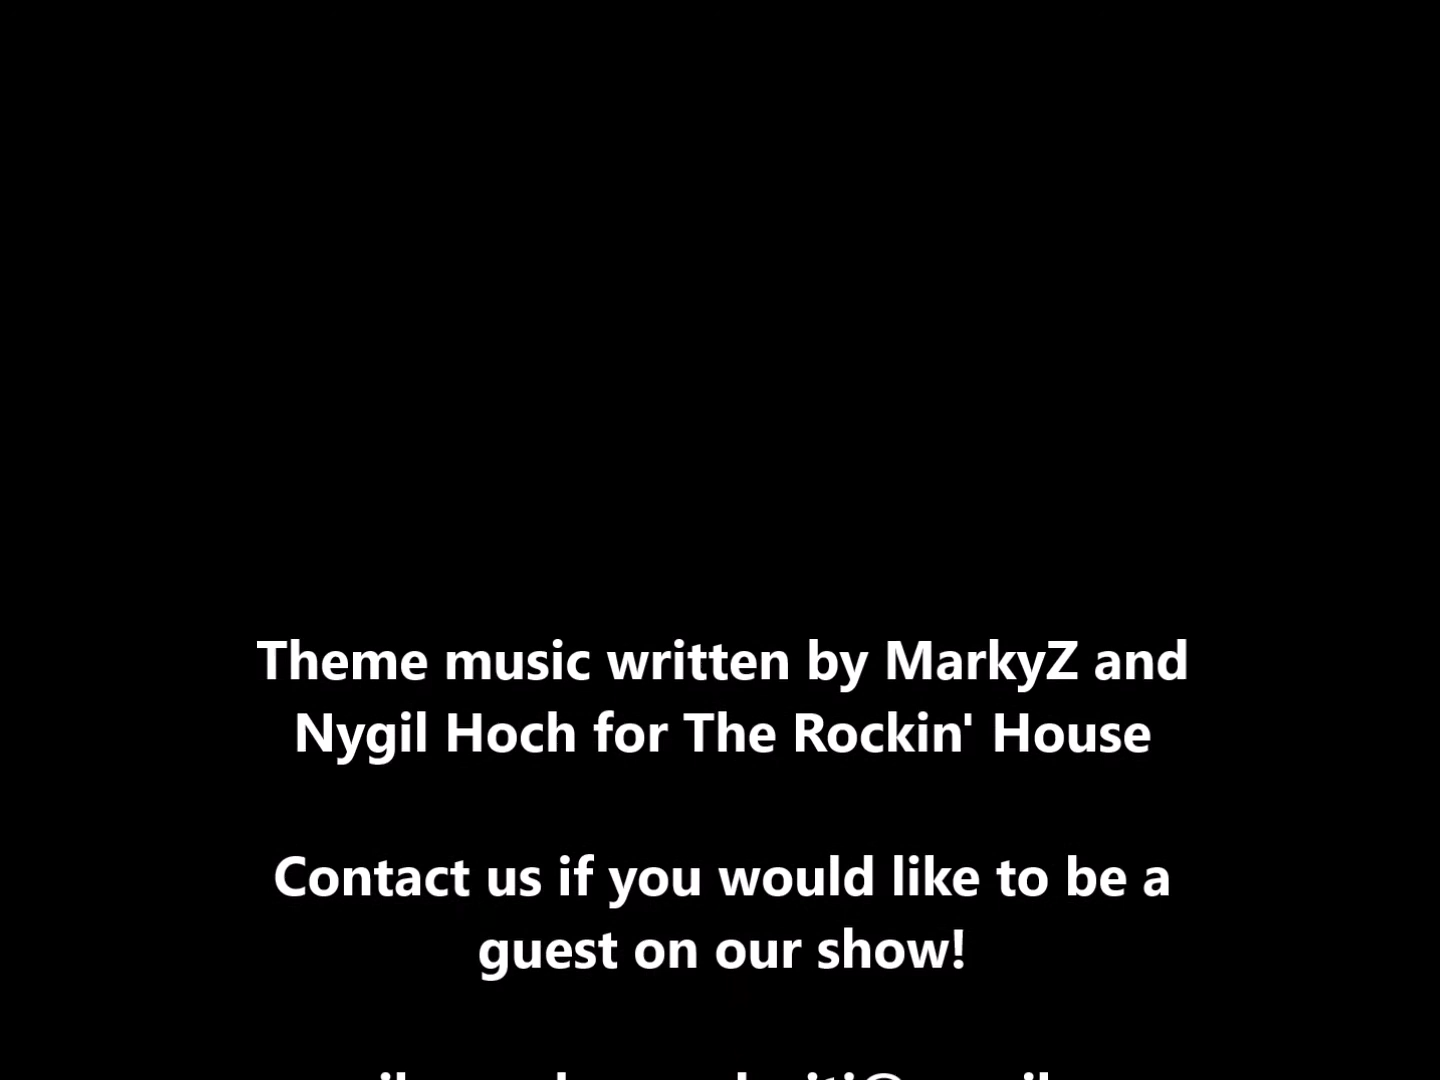 Theme music written by MarkyZ and
Nygil Hoch for The Rockin' House
Contact us if you would like to be a
guest on our show!